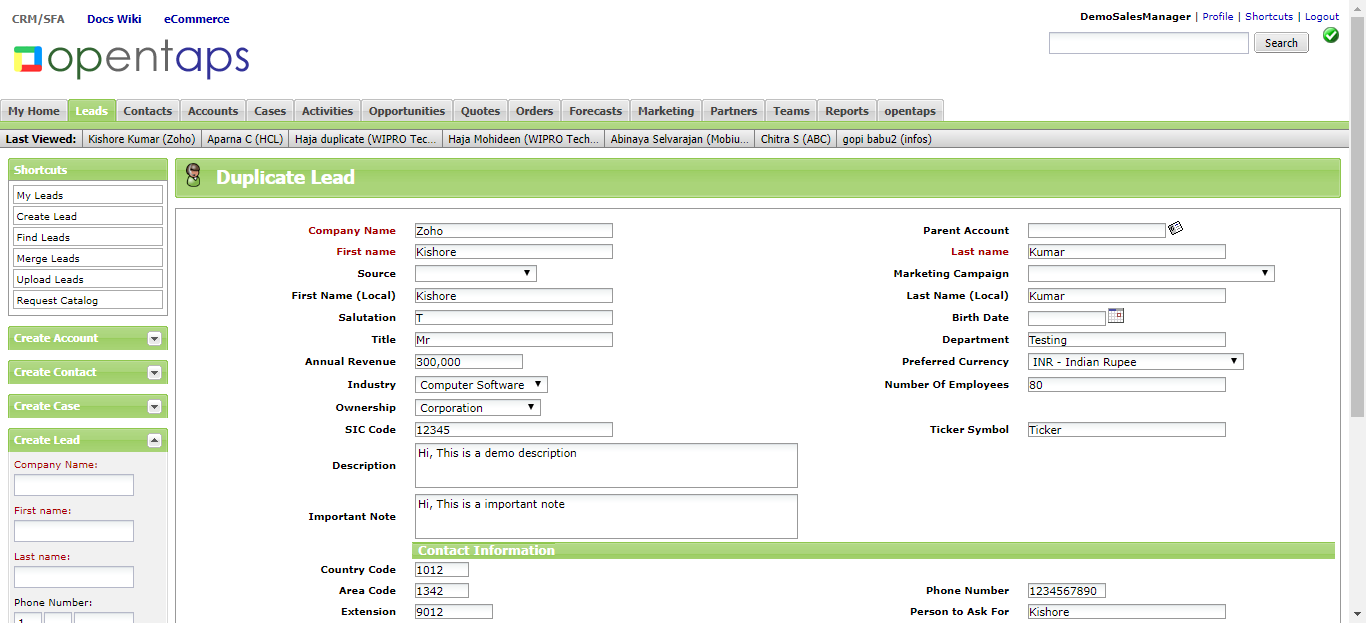 CRM/SFA Docs Wiki eCommerce
DemoSalesManager | Profile | Shortcuts | Logout
opentaps
Search
My Home Leads Contacts Accounts Cases Activities Opportunities Quotes Orders Forecasts Marketing Partners Teams Reports opentaps
Last Viewed: Kishore Kumar (Zoho) Aparna C (HCL) Haja duplicate (WIPRO Tec... Haja Mohideen (WIPRO Tech... Abinaya Selvarajan (Mobiu... Chitra S (ABC) gopi babu2 (infos)
Shortcuts
My Leads
Create Lead
Find Leads
Merge Leads
Upload Leads
Request Catalog
Create Account
Create Contact
Create Case
Create Lead
Company Name:
First name:
Last name:
Phone Number:
1
Duplicate Lead
Company Name Zoho Parent Account
First name Kishore Last name Kumar
Source Marketing Campaign
First Name (Local) Kishore Last Name (Local) Kumar
Salutation T Birth Date
Title Mr Department Testing
Annual Revenue 300,000 Preferred Currency INR - Indian Rupee
Industry Computer Software Number Of Employees 80
Ownership Corporation
SIC Code 12345 Ticker Symbol Ticker
Description Hi, This is a demo description
Important Note Hi, This is a important note
Contact Information
Country Code 1012
Area Code 1342 Phone Number 1234567890
Extension 9012 Person to Ask For Kishore